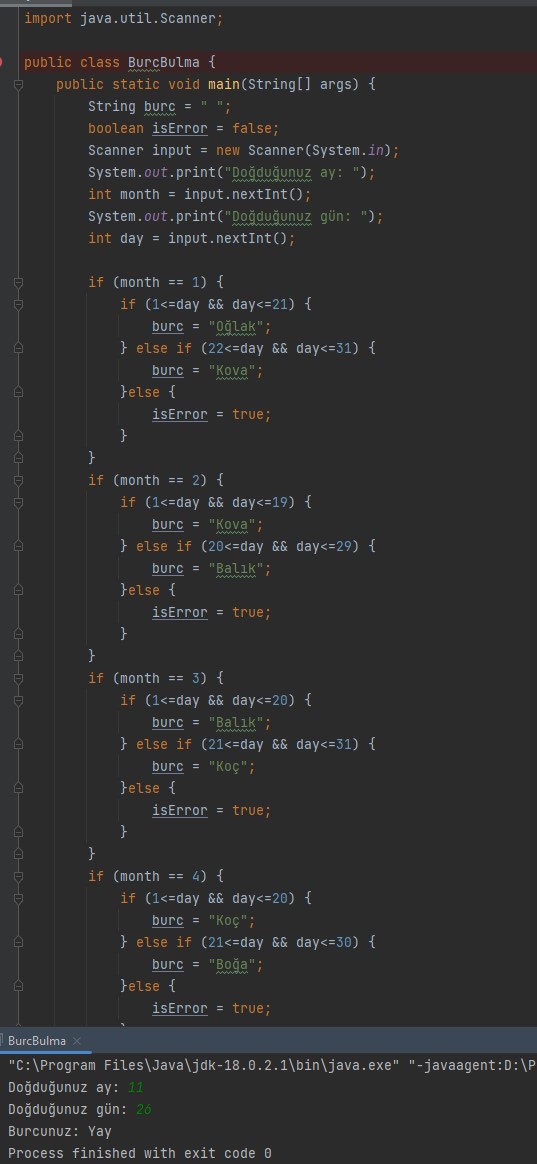 import java.util.Scanner;
public class BurcBulma {
public static void main(String[] args) {
String burc = " ";
boolean isError = false;
Scanner input = new Scanner(System.in);
System.out.print("Doğduğunuz ay: ");
int month = input.nextInt();
System.out.print("Doğduğunuz gün: ");
int day = input.nextInt();
if (month == 1) {
if (1<=day && day<=21) {
burc = "Oğlak";
} else if (22<=day && day<=31) {
burc = "Kova";
}else {
isError = true;
}
}
if (month == 2) {
if (1<=day && day<=19) {
burc = "Kova";
} else if (20<=day && day<=29) {
burc = "Balık";
}else {
isError = true;
}
}
if (month == 3) {
if (1<=day && day<=20) {
burc = "Balık";
} else if (21<=day && day<=31) {
burc = "Koç";
}else {
isError = true;
}
}
if (month == 4) {
if (1<=day && day<=20) {
burc = "Koç";
} else if (21<=day && day<=30) {
burc = "Boğa";
}else {
isError = true;
BurcBulma ×
"C:\Program Files\Java\jdk-18.0.2.1\bin\java.exe" "-javaagent:D:\P
Doğduğunuz ay: 11
Doğduğunuz gün: 26
Burcunuz: Yay
Process finished with exit code 0